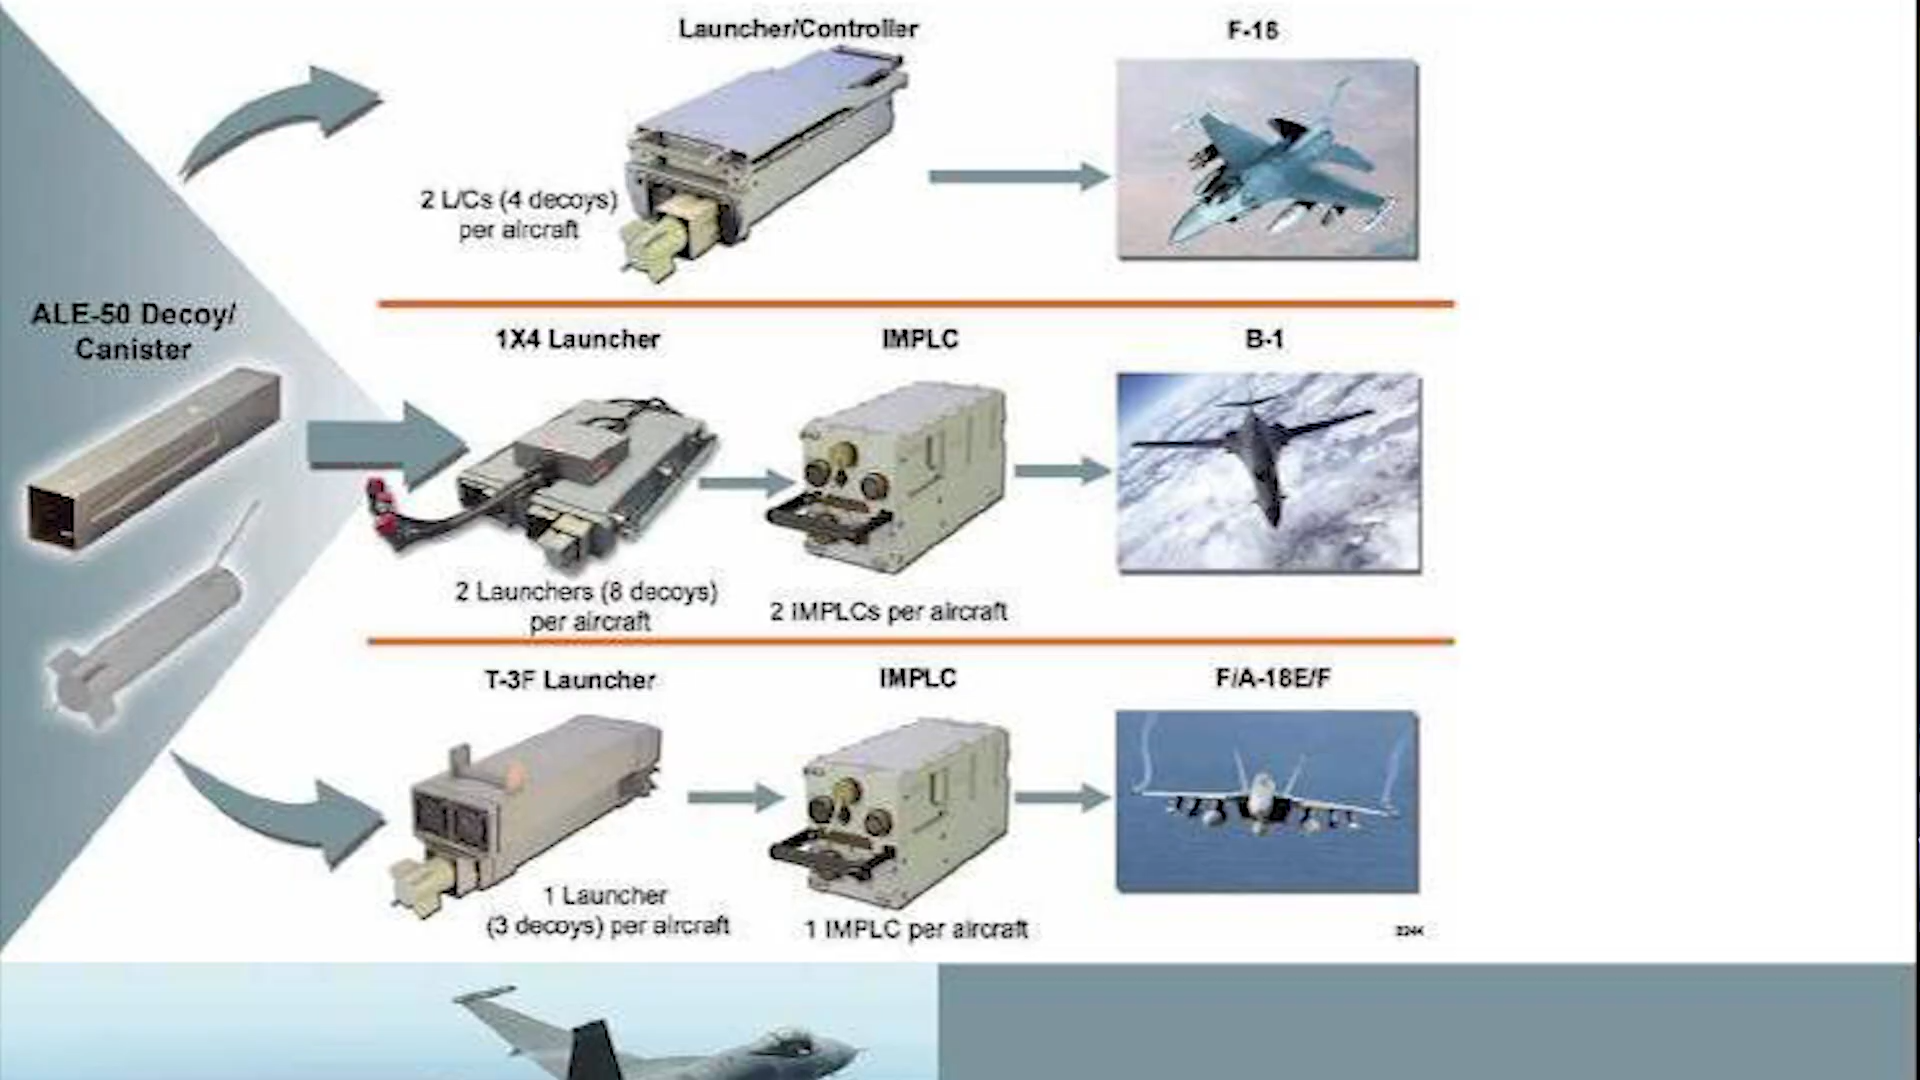 Launcher/Controller
F-16
2 L/Cs (4 decoys)
per aircraft
ALE-50 Decoy/
Canister
1X4 Launcher
IMPLC
B-1
2 Launchers (8 decoys)
per aircraft
2 IMPLCs per aircraft
T-3F Launcher
IMPLC
F/A-18E/F
1 Launcher
(3 decoys) per aircraft
1 IMPLC per aircraft